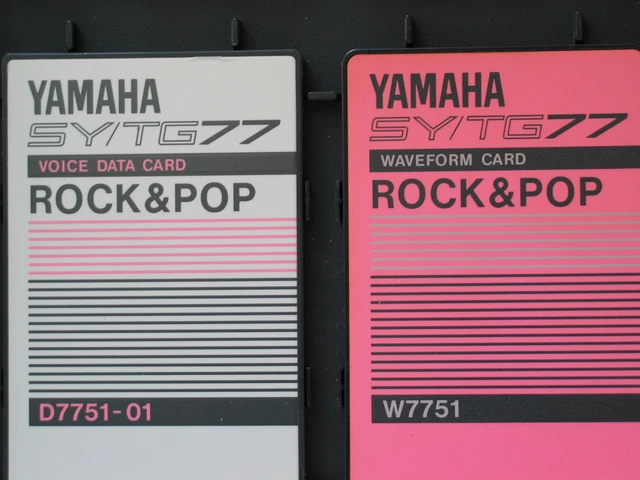 YAMAHA
SY/TG77
VOICE DATA CARD
ROCK&POP
D7751-01
YAMAHA
SY/TG77
WAVEFORM CARD
ROCK&POP
W7751